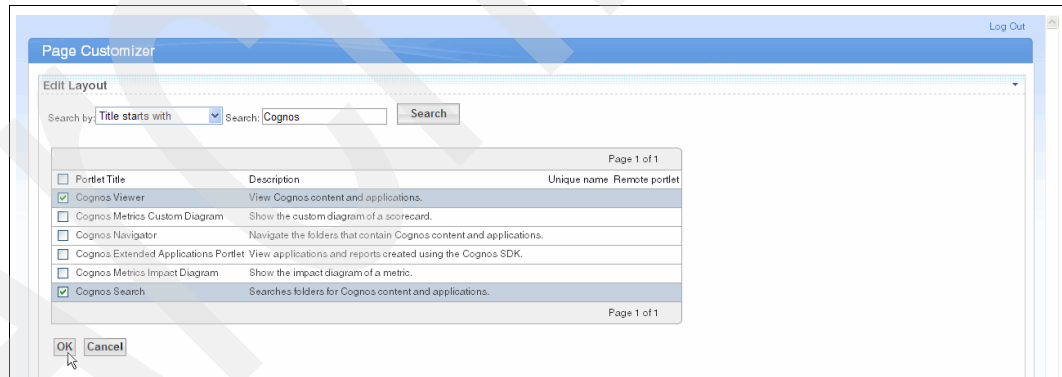 Log Out
Page Customizer
Edit Layout
Search by: Title starts with Search: Cognos Search
Page 1 of 1
Portlet Title Description Unique name Remote portlet
Cognos Viewer View Cognos content and applications.
Cognos Metrics Custom Diagram Show the custom diagram of a scorecard.
Cognos Navigator Navigate the folders that contain Cognos content and applications.
Cognos Extended Applications Portlet View applications and reports created using the Cognos SDK.
Cognos Metrics Impact Diagram Show the impact diagram of a metric.
Cognos Search Searches folders for Cognos content and applications.
Page 1 of 1
OK Cancel